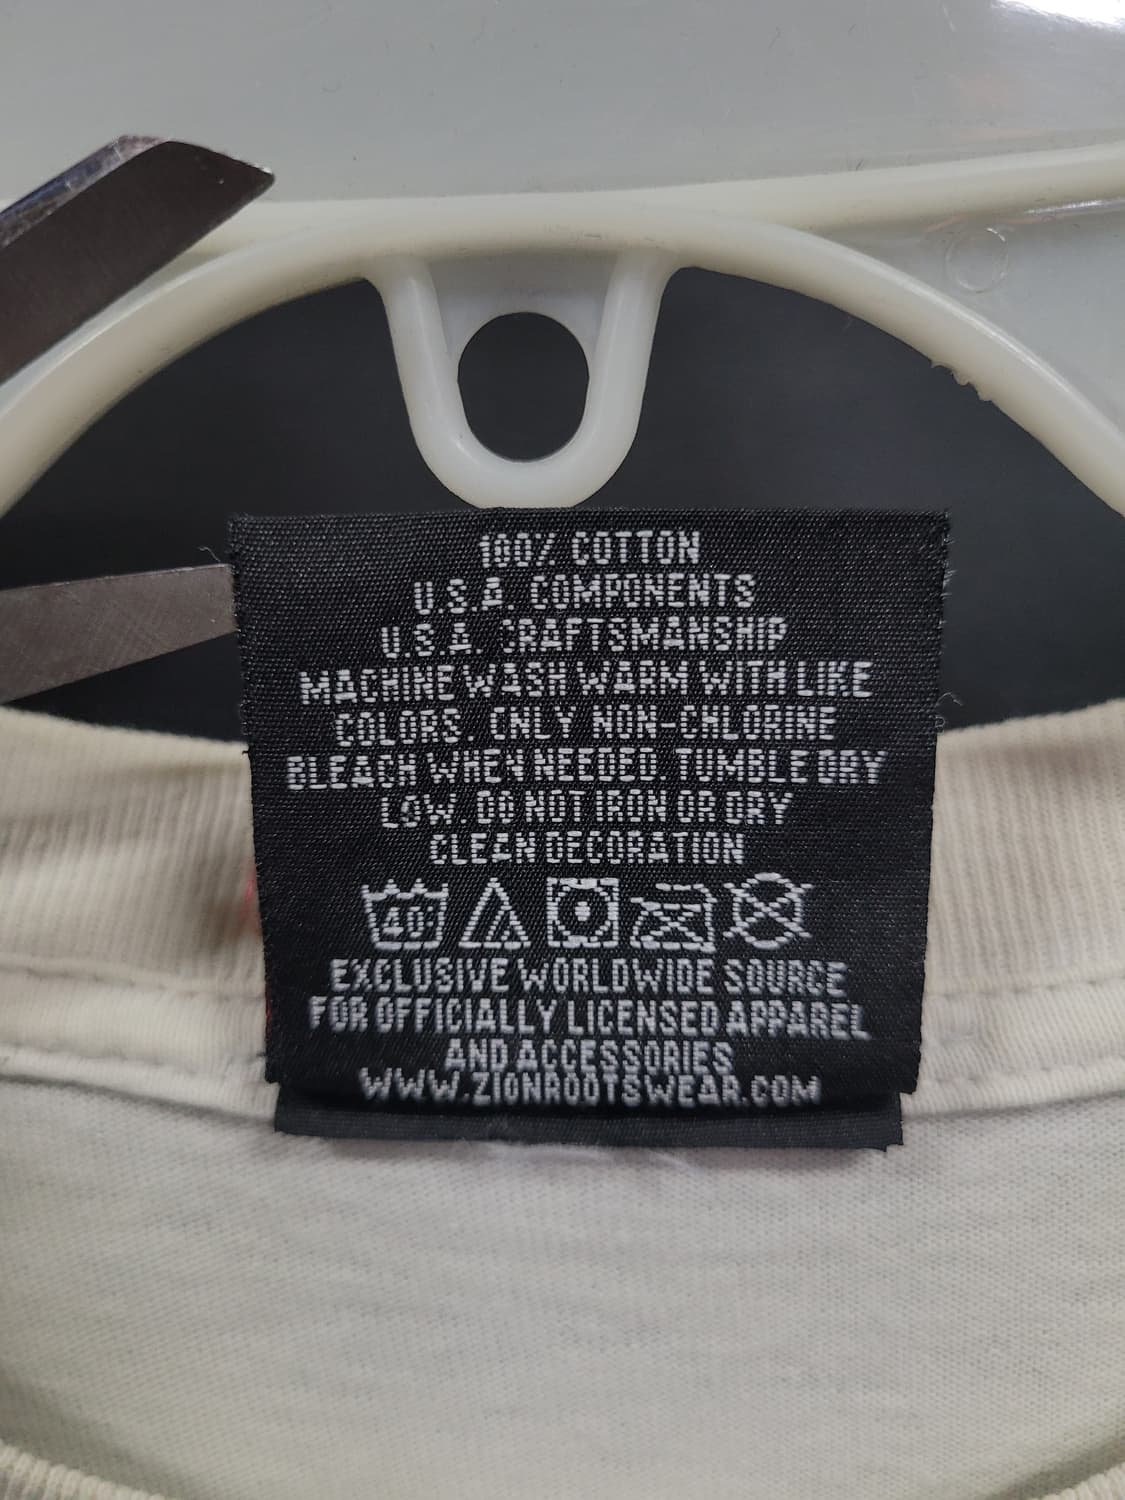 100% COTTON
U.S.A. COMPONENTS
U.S.A. CRAFTSMANSHIP
MACHINE WASH WARM WITH LIKE
COLORS. ONLY NON-CHLORINE
BLEACH WHEN NEEDED. TUMBLE DRY
LOW. DO NOT IRON OR DRY
CLEAN DECORATION
40°
EXCLUSIVE WORLDWIDE SOURCE
FOR OFFICIALLY LICENSED APPAREL
AND ACCESSORIES
WWW.ZIONROOTSWEAR.COM